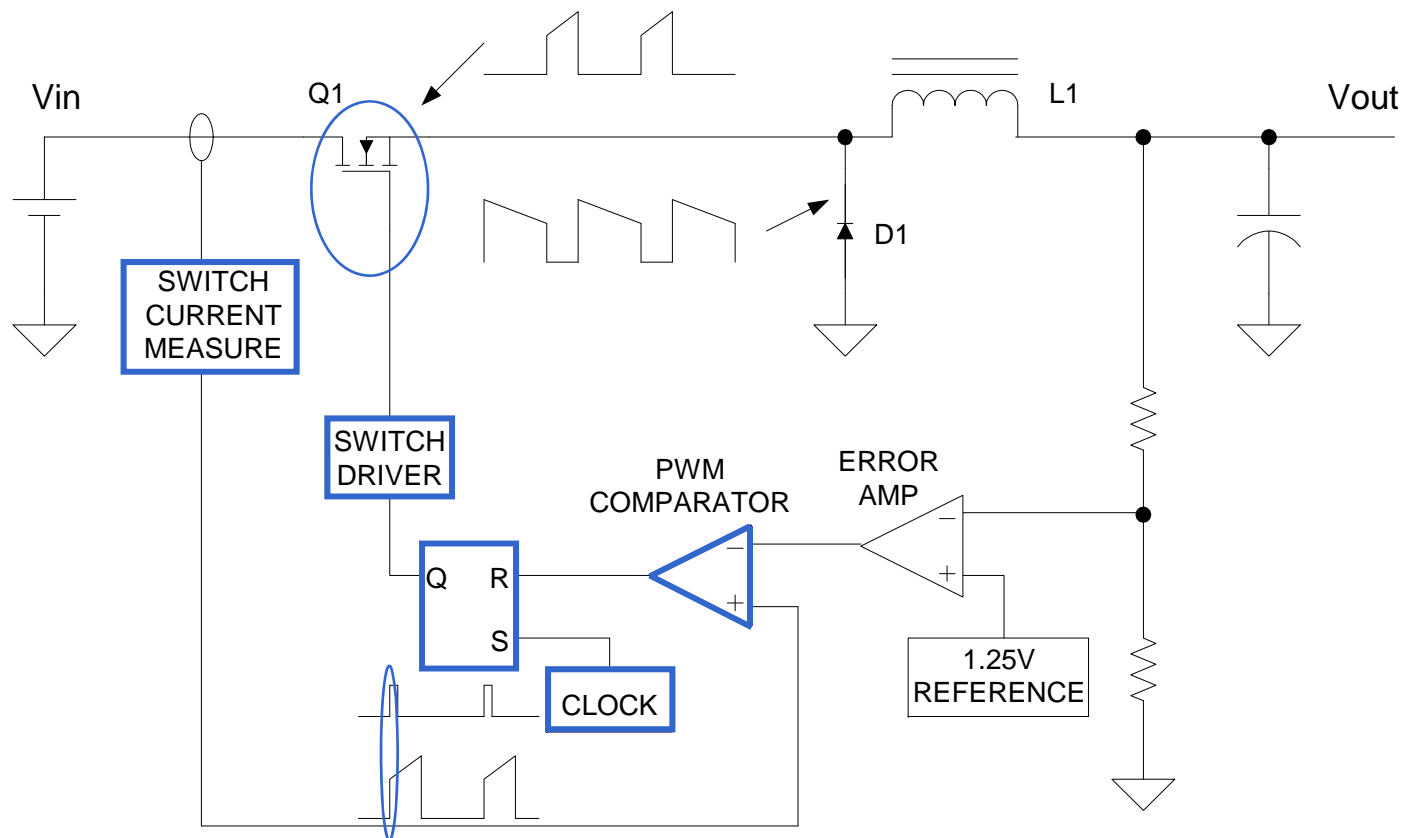 Vin
Q1
L1
Vout
D1
SWITCH
CURRENT
MEASURE
SWITCH
DRIVER
PWM
COMPARATOR
ERROR
AMP
−
+
−
+
Q
R
S
CLOCK
1.25V
REFERENCE